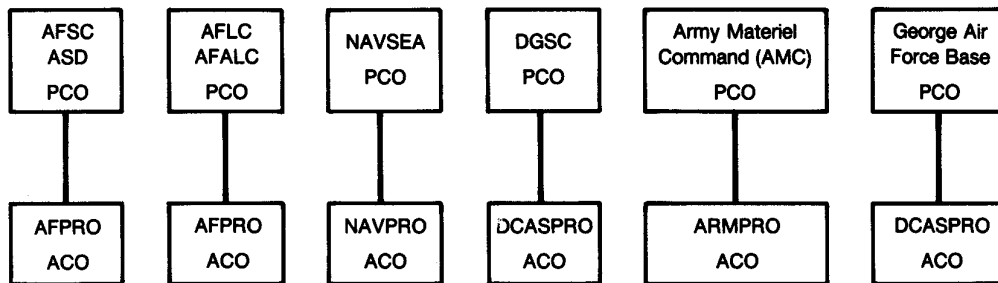 AFSC
ASD
PCO
AFLC
AFALC
PCO
NAVSEA
PCO
DGSC
PCO
Army Materiel
Command (AMC)
PCO
George Air
Force Base
PCO
AFPRO
ACO
AFPRO
ACO
NAVPRO
ACO
DCASPRO
ACO
ARMPRO
ACO
DCASPRO
ACO